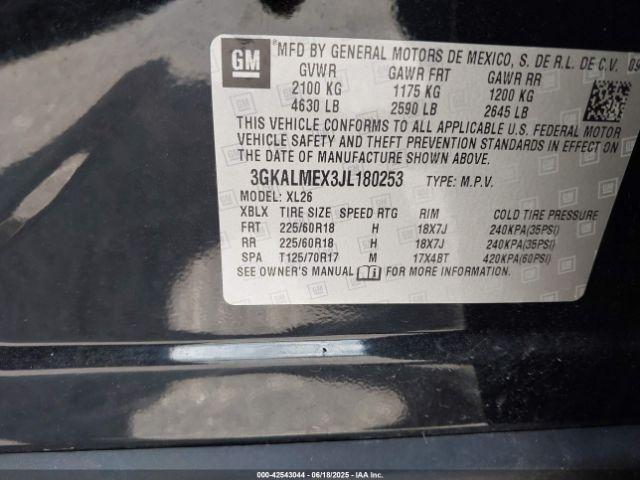 GM *MFD BY GENERAL MOTORS DE MEXICO, S. DE R.L. DE C.V.
GVWR GAWR FRT GAWR RR
2100 KG 1175 KG 1200 KG
4630 LB 2590 LB 2645 LB
THIS VEHICLE CONFORMS TO ALL APPLICABLE U.S. FEDERAL MOTOR
VEHICLE SAFETY AND THEFT PREVENTION STANDARDS IN EFFECT ON
THE DATE OF MANUFACTURE SHOWN ABOVE.
3GKALMEX3JL180253 TYPE: M.P.V.
MODEL: XL26
XBLX TIRE SIZE SPEED RTG RIM COLD TIRE PRESSURE
FRT 225/60R18 H 18X7J 240KPA(35PSI)
RR 225/60R18 H 18X7J 240KPA(35PSI)
SPA T125/70R17 M 17X4BT 420KPA(60PSI)
SEE OWNER'S MANUAL FOR MORE INFORMATION.
000-42543044 - 06/18/2025 - IAAI.COM